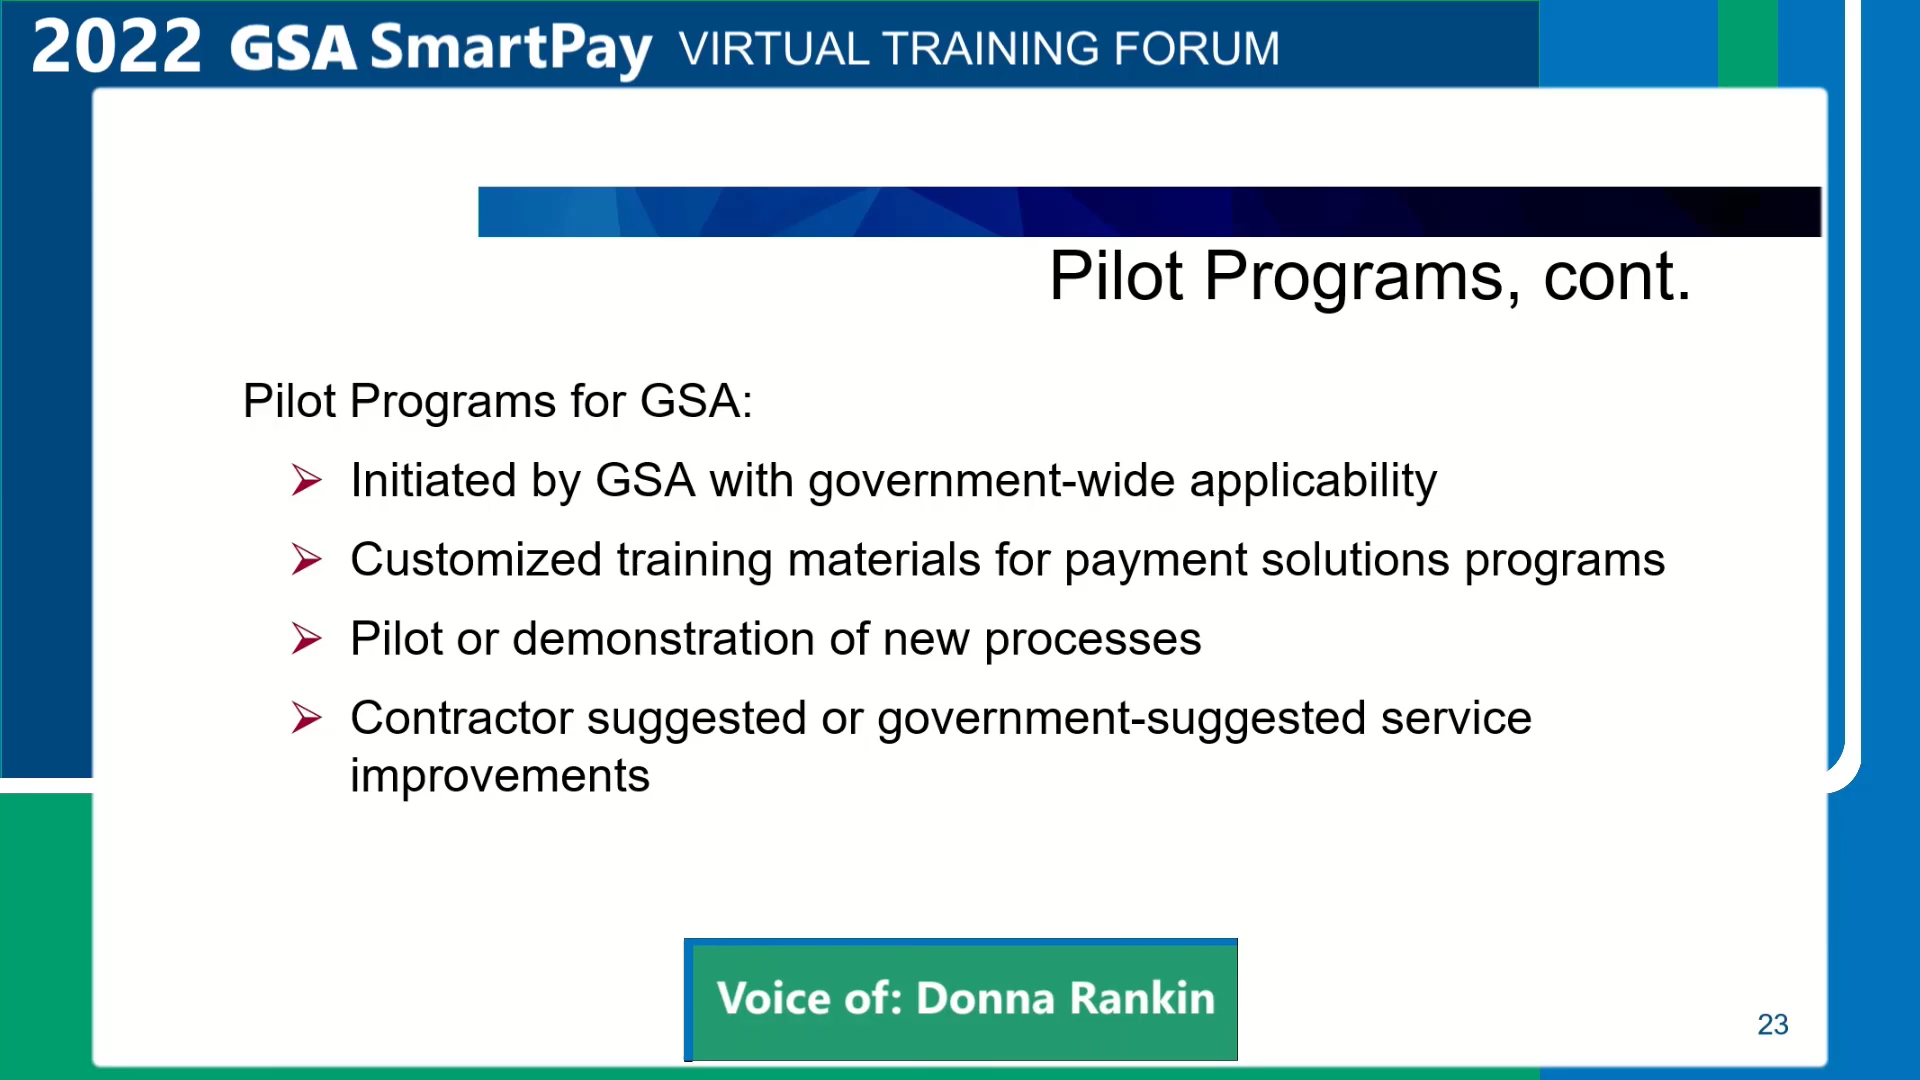 2022 GSA SmartPay VIRTUAL TRAINING FORUM
Pilot Programs, cont.
Pilot Programs for GSA:
Initiated by GSA with government-wide applicability
Customized training materials for payment solutions programs
Pilot or demonstration of new processes
Contractor suggested or government-suggested service
improvements
Voice of: Donna Rankin
23